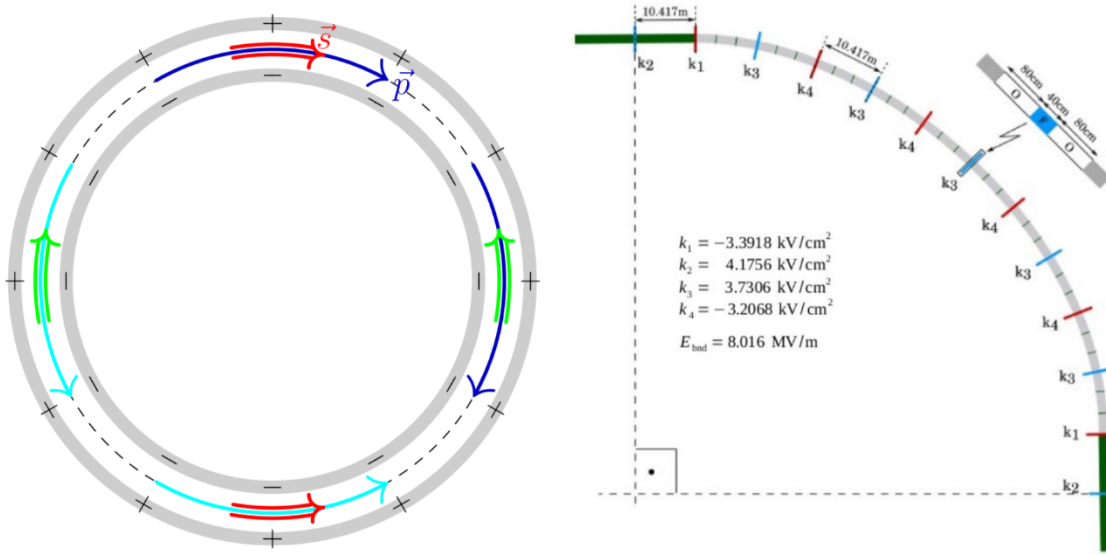 s⃗
p⃗
10.417m
k2
k1
k3
10.417m
k4
k3
k4
k3
80cm
40cm
80cm
O
F
O
k4
k3
k4
k3
k1
k2
k₁ = −3.3918 kV/cm²
k₂ = 4.1756 kV/cm²
k₃ = 3.7306 kV/cm²
k₄ = −3.2068 kV/cm²
E_bnd = 8.016 MV/m